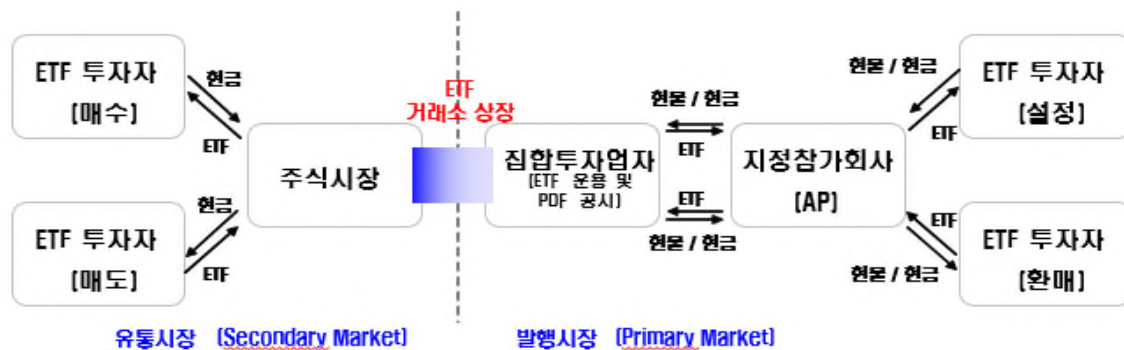 ETF 투자자
(매수)
현금
ETF
ETF 투자자
(매도)
현금
ETF
주식시장
ETF
거래소 상장
집합투자업자
(ETF 운용 및
PDF 공시)
현물 / 현금
ETF
ETF
현물 / 현금
지정참가회사
(AP)
현물 / 현금
ETF
ETF 투자자
(설정)
ETF
현물 / 현금
ETF 투자자
(환매)
유통시장 (Secondary Market)
발행시장 (Primary Market)